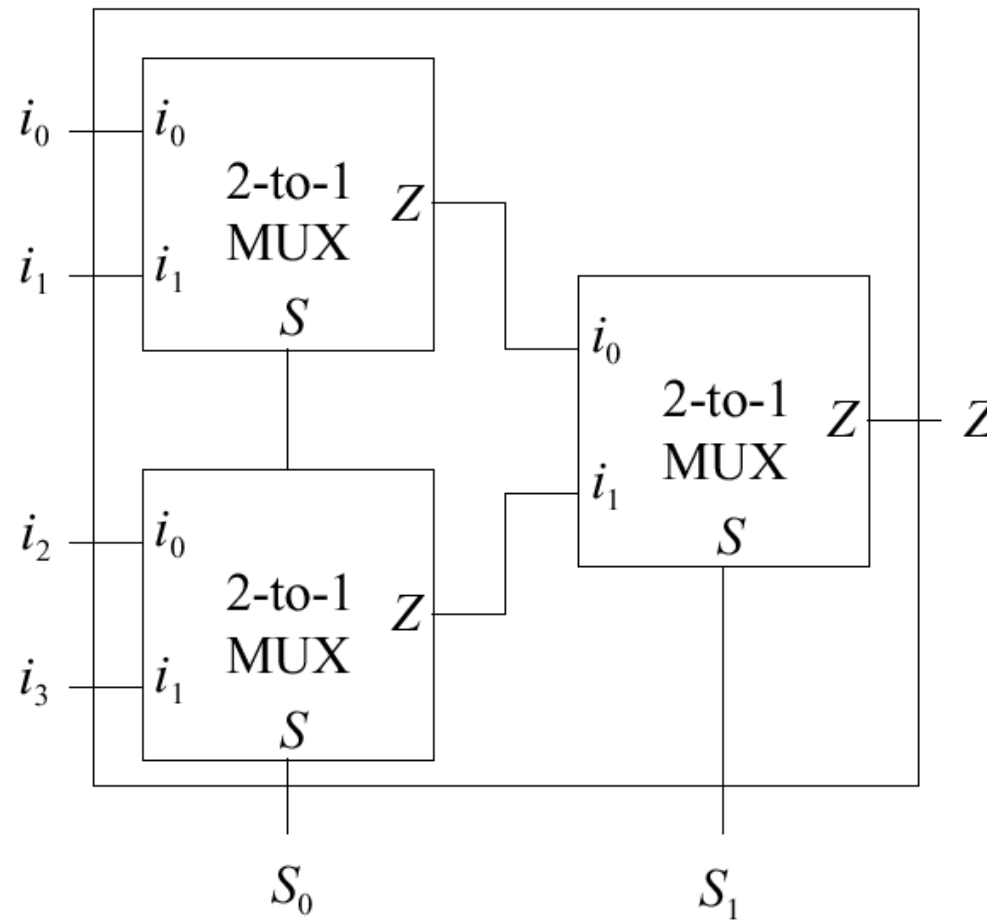 i₀
i₀
2-to-1
MUX
Z
i₁
i₁
S
i₀
2-to-1
MUX
Z
Z
i₁
S
i₂
i₀
2-to-1
MUX
Z
i₃
i₁
S
S₀
S₁